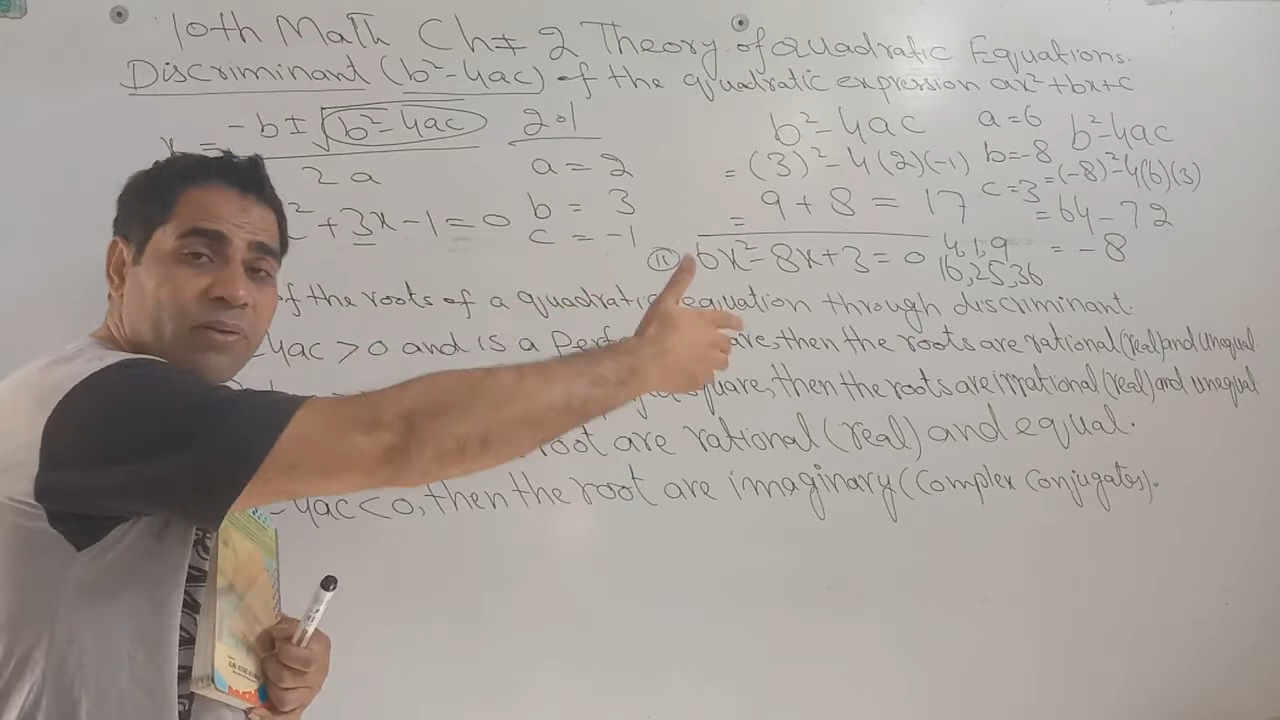 10th Math Ch# 2 Theory of Quadratic Equations.
Discriminant (b²-4ac) of the quadratic expression ax²+bx+c
x = -b±√b²-4ac / 2a
²+3x-1=0
2.1
a = 2
b = 3
c = -1
b²-4ac
= (3)²-4(2)(-1)
= 9+8 = 17
(ii) 6x²-8x+3=0
a=6
b=-8
c=3
b²-4ac
=(-8)²-4(6)(3)
=64-72
= -8
4,1,9
16,25,36
of the roots of a quadratic equation through discriminant.
-4ac >0 and is a perf are, then the roots are rational (real) and unequal
square, then the roots are irrational (real) and unequal
root are rational (real) and equal.
-4ac<0, then the root are imaginary (Complex Conjugates).